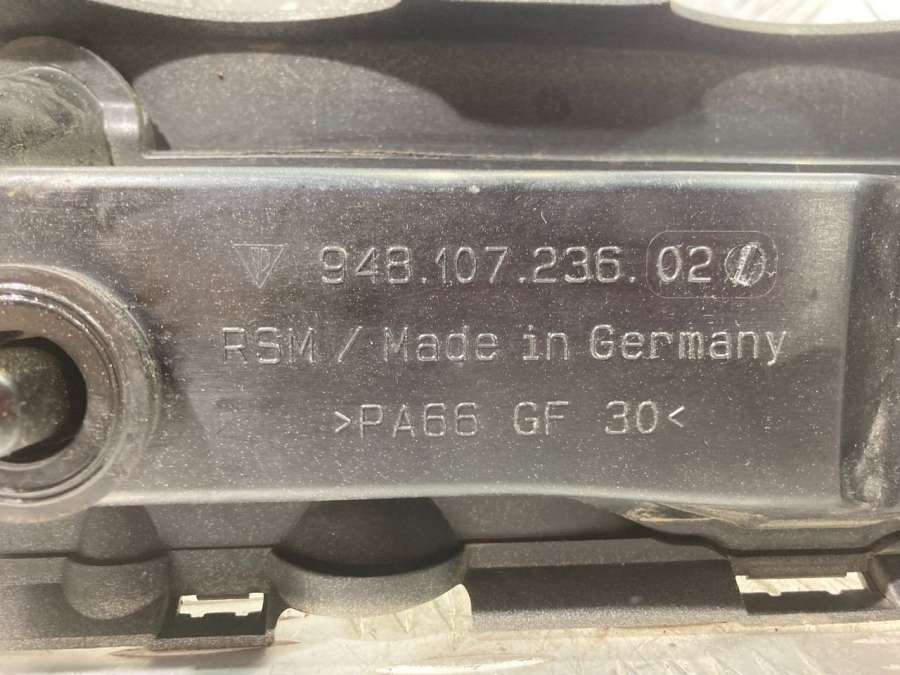 948.107.236.02
RSM / Made in Germany
>PA66 GF 30<